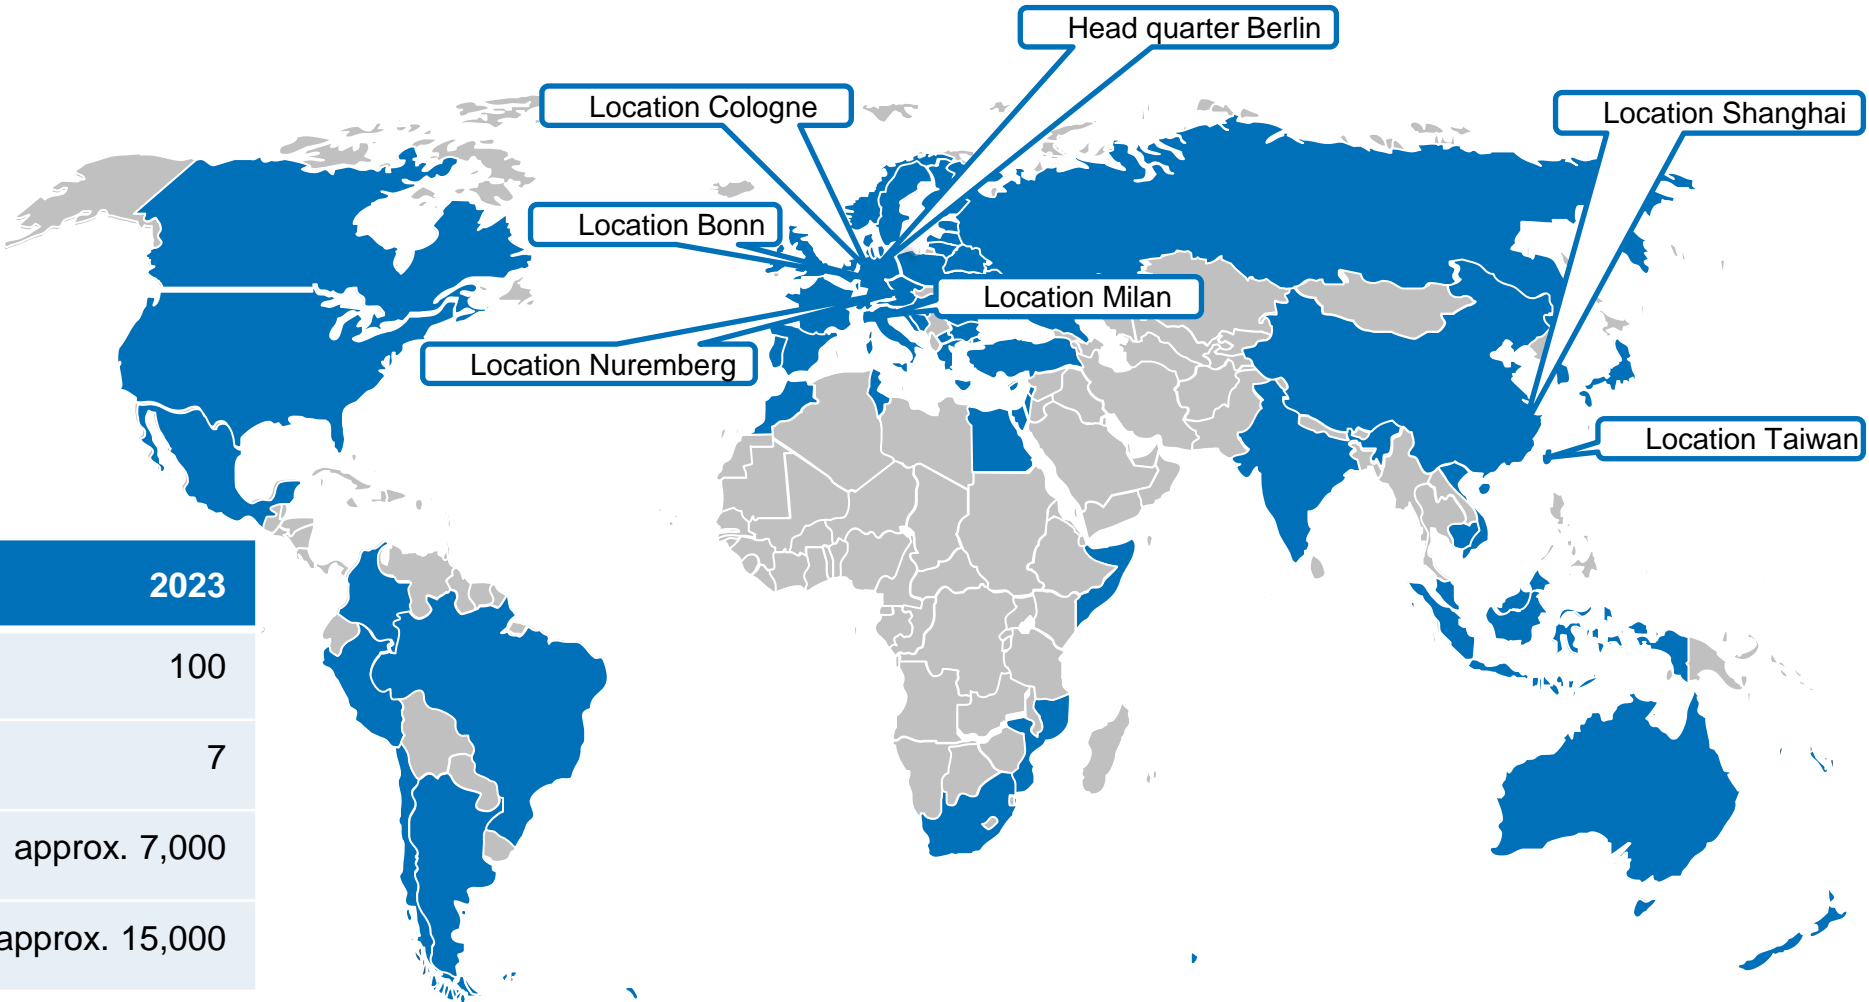 Head quarter Berlin
Location Cologne
Location Shanghai
Location Bonn
Location Milan
Location Nuremberg
Location Taiwan
2023
100
7
approx. 7,000
approx. 15,000